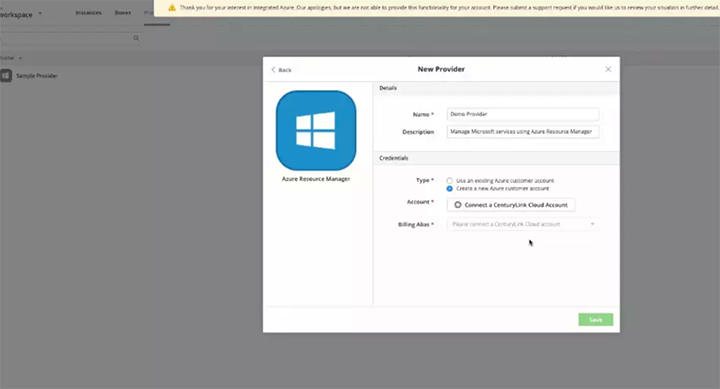 Thank you for your interest in Integrated Azure. Our apologies, but we are not able to provide this functionality for your account. Please submit a support request if you would like us to review your situation in further detail.
workspace
Instances
Boxes
Back
New Provider
Sample Provider
Details
Name *
Demo Provider
Description
Manage Microsoft services using Azure Resource Manager
Azure Resource Manager
Credentials
Type *
Use an existing Azure customer account
Create a new Azure customer account
Account *
Connect a CenturyLink Cloud Account
Billing Alias *
Please connect a CenturyLink Cloud account
Save